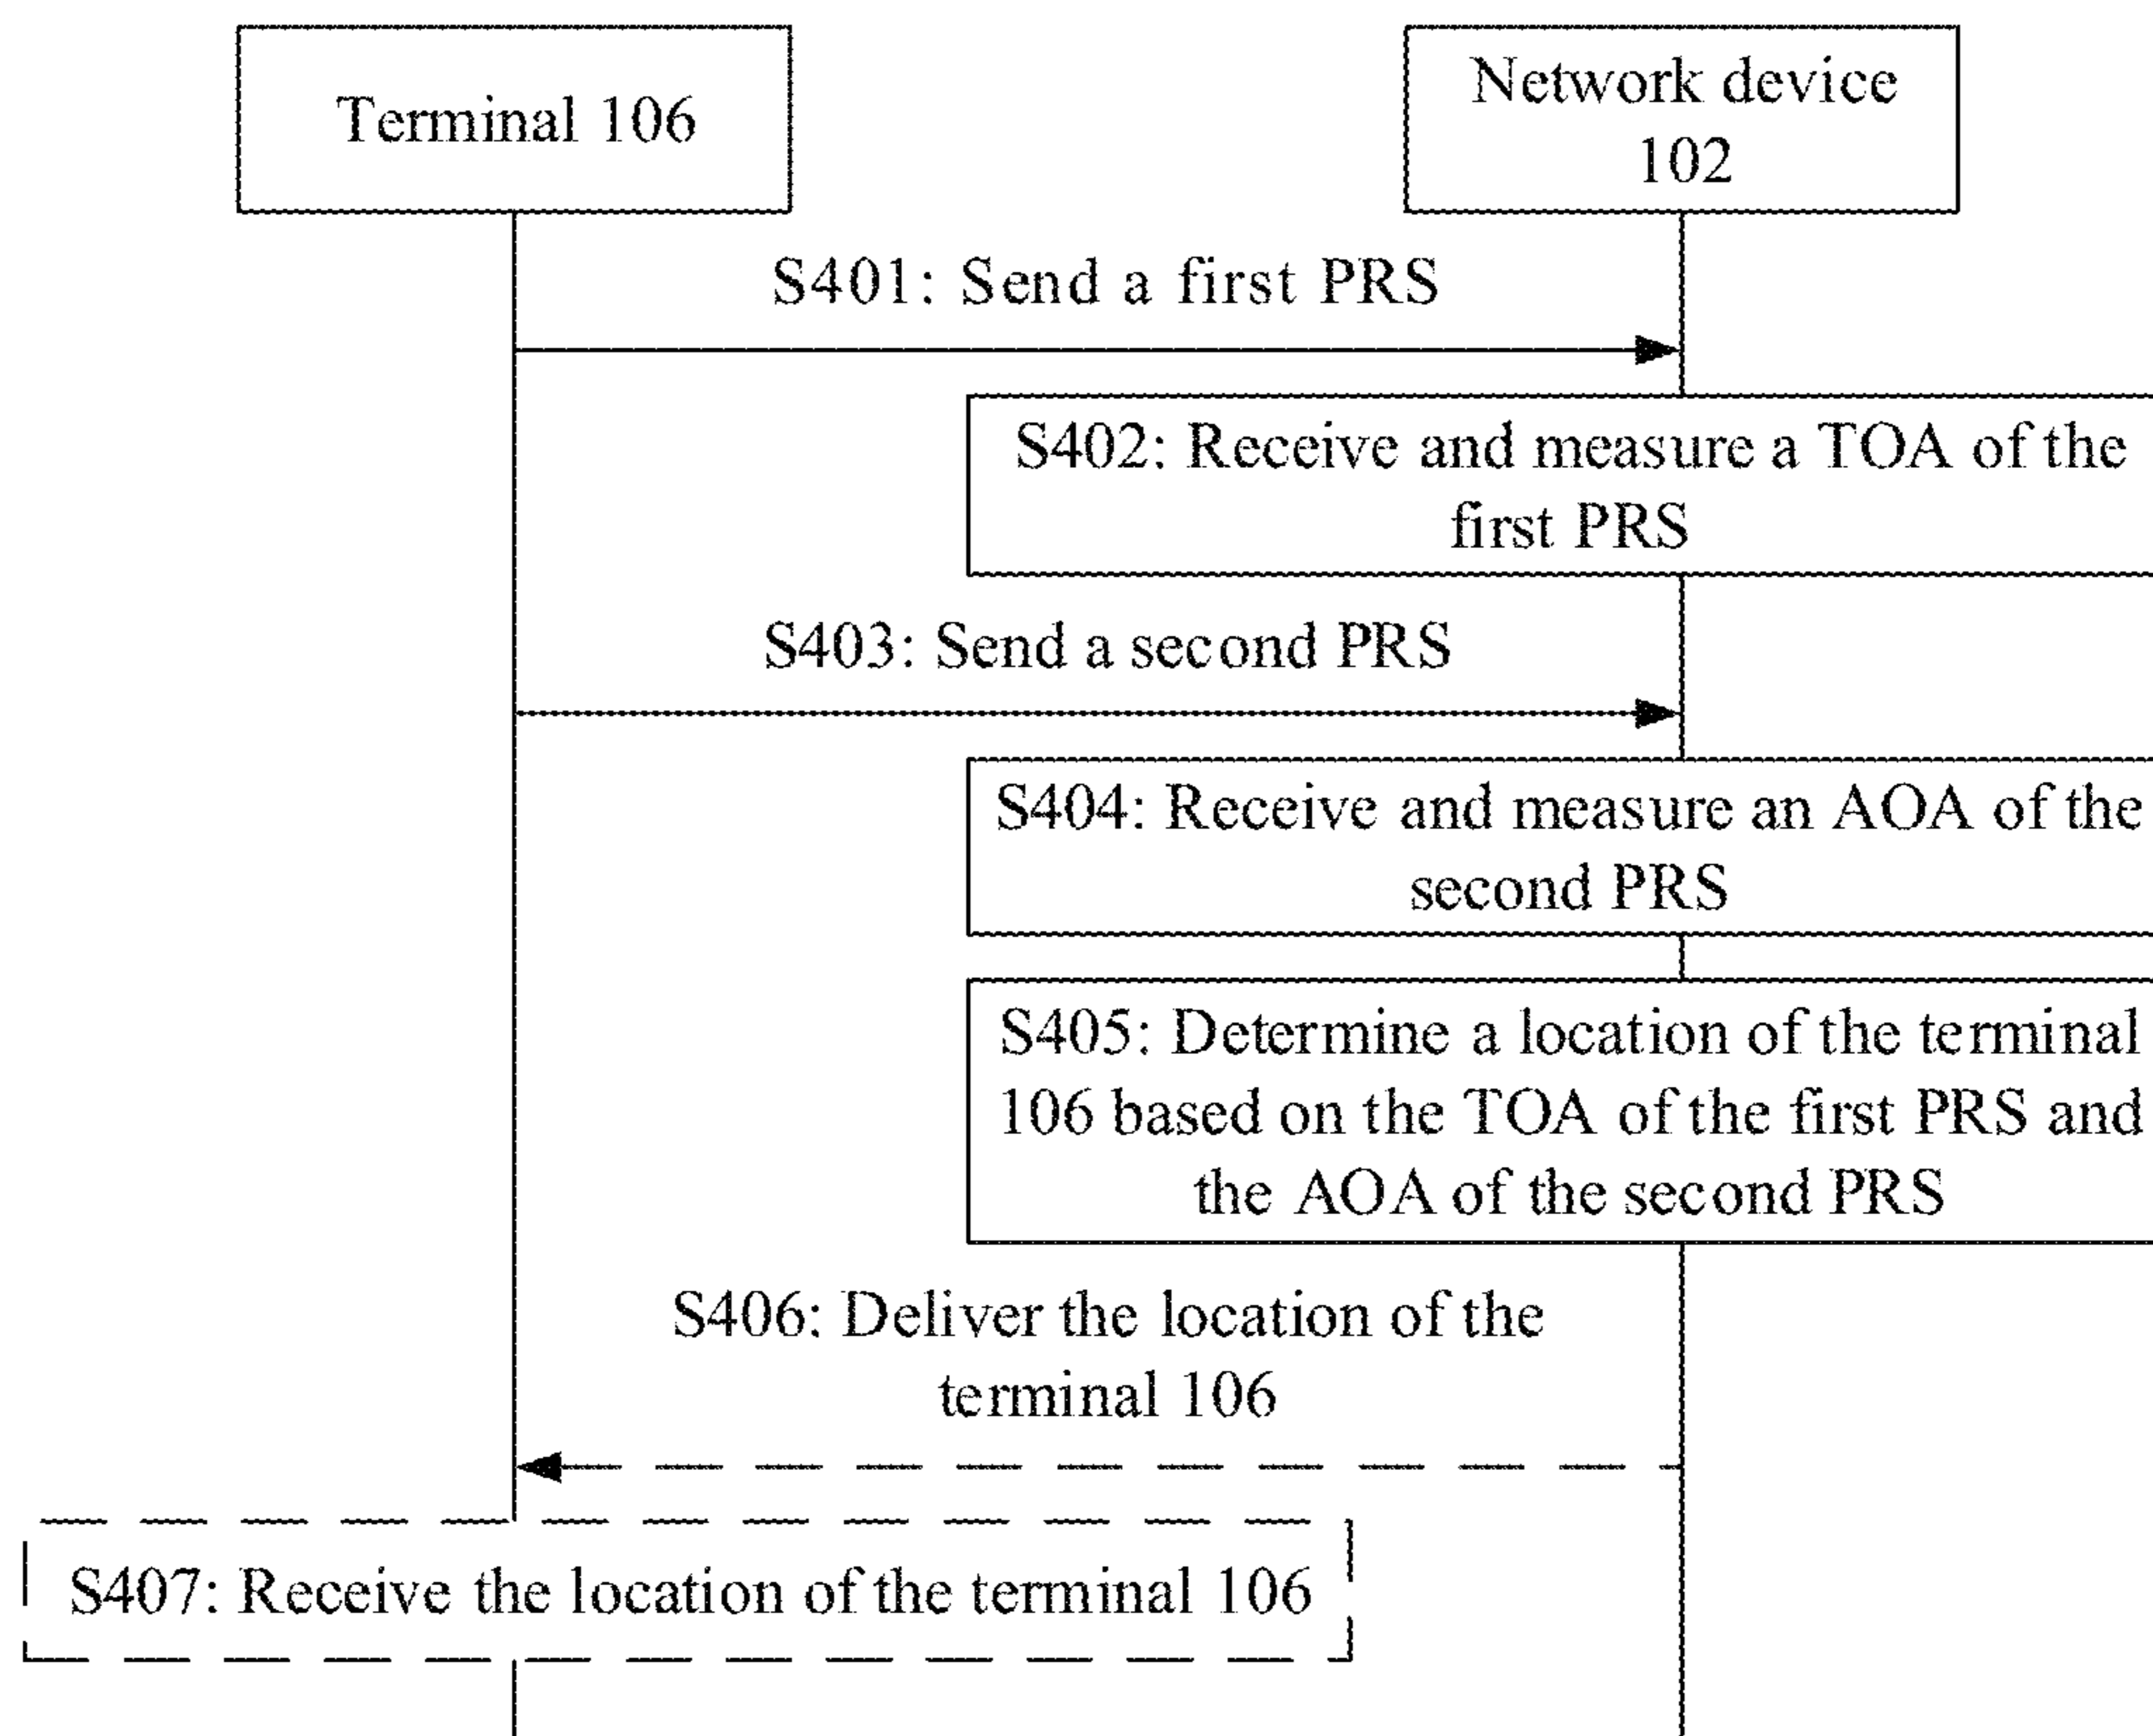 Terminal 106
Network device
102
S401: Send a first PRS
S402: Receive and measure a TOA of the
first PRS
S403: Send a second PRS
S404: Receive and measure an AOA of the
second PRS
S405: Determine a location of the terminal
106 based on the TOA of the first PRS and
the AOA of the second PRS
S406: Deliver the location of the
terminal 106
S407: Receive the location of the terminal 106